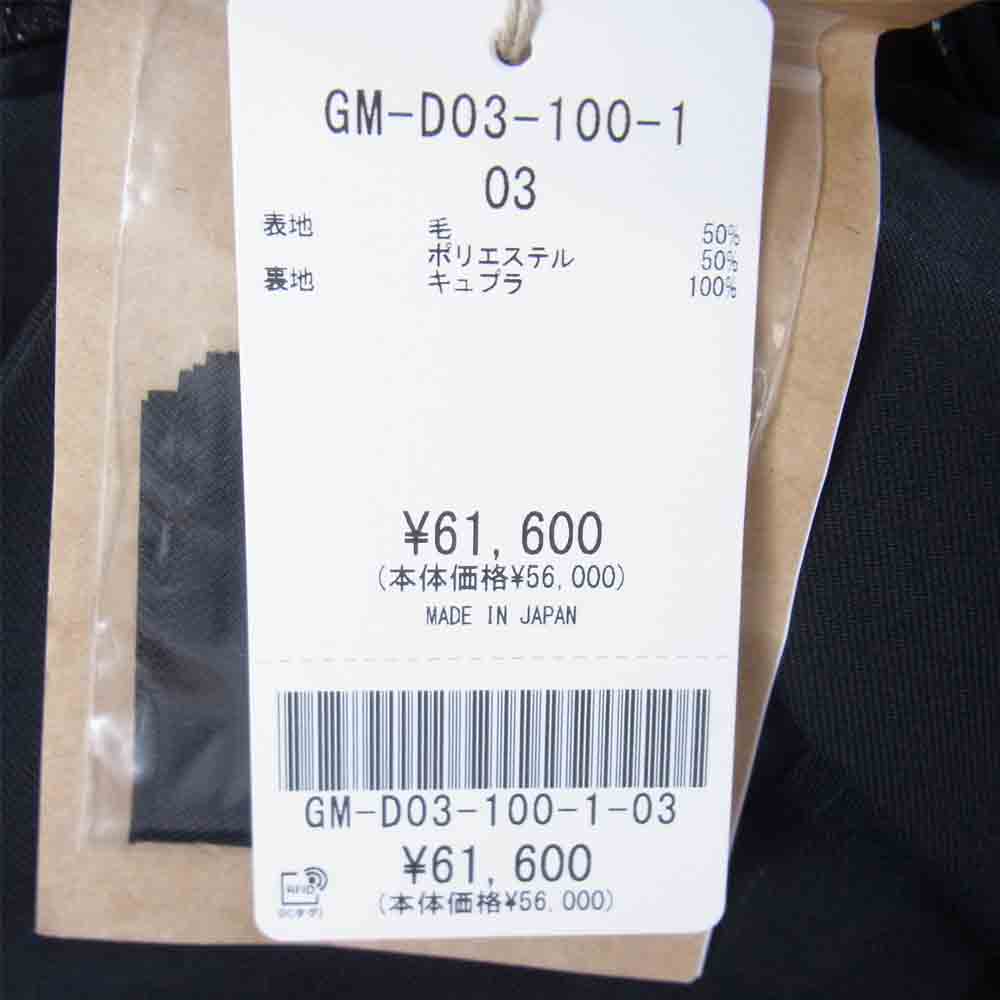 GM-D03-100-1
03
表地 毛 50%
ポリエステル 50%
裏地 キュプラ 100%
¥61,600
(本体価格¥56,000)
MADE IN JAPAN
GM-D03-100-1-03
¥61,600
(本体価格¥56,000)
RFID
(ICタグ)